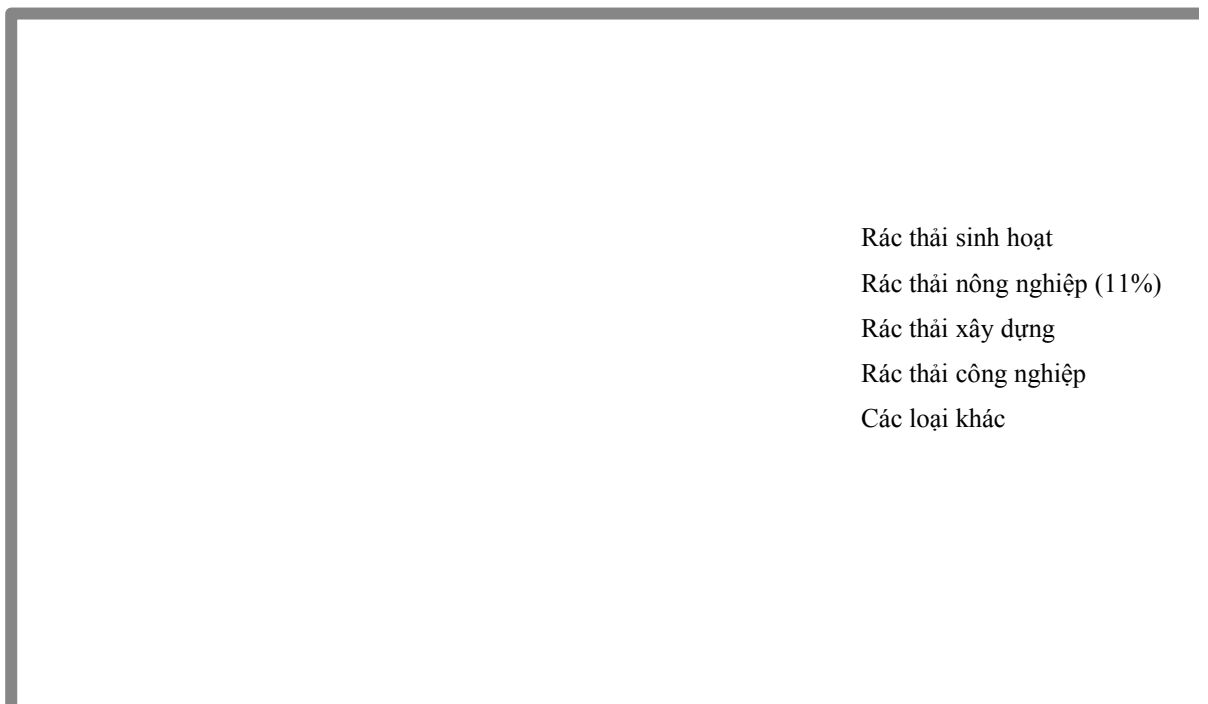 Rác thải sinh hoạt
Rác thải nông nghiệp (11%)
Rác thải xây dựng
Rác thải công nghiệp
Các loại khác